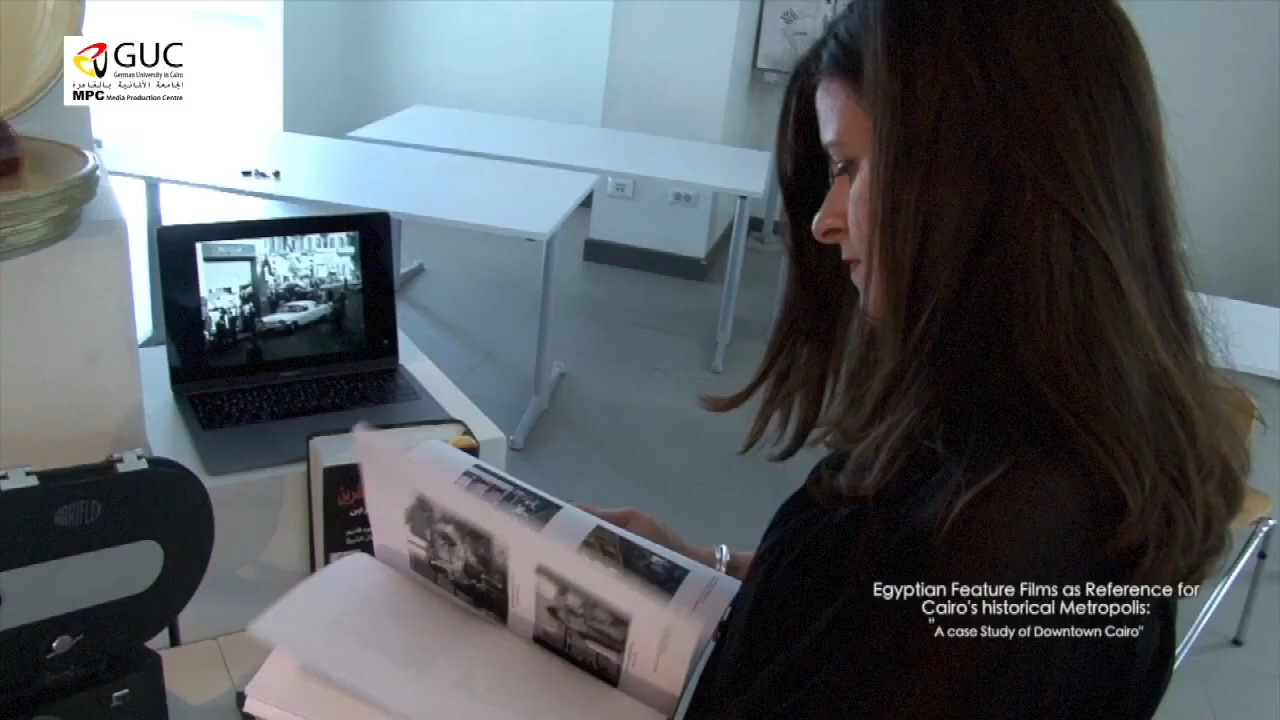 GUC
German University in Cairo
الجامعة الألمانية بالقاهرة
MPC Media Production Centre
ARRIFLEX
Egyptian Feature Films as Reference for
Cairo's historical Metropolis:
"A case Study of Downtown Cairo"